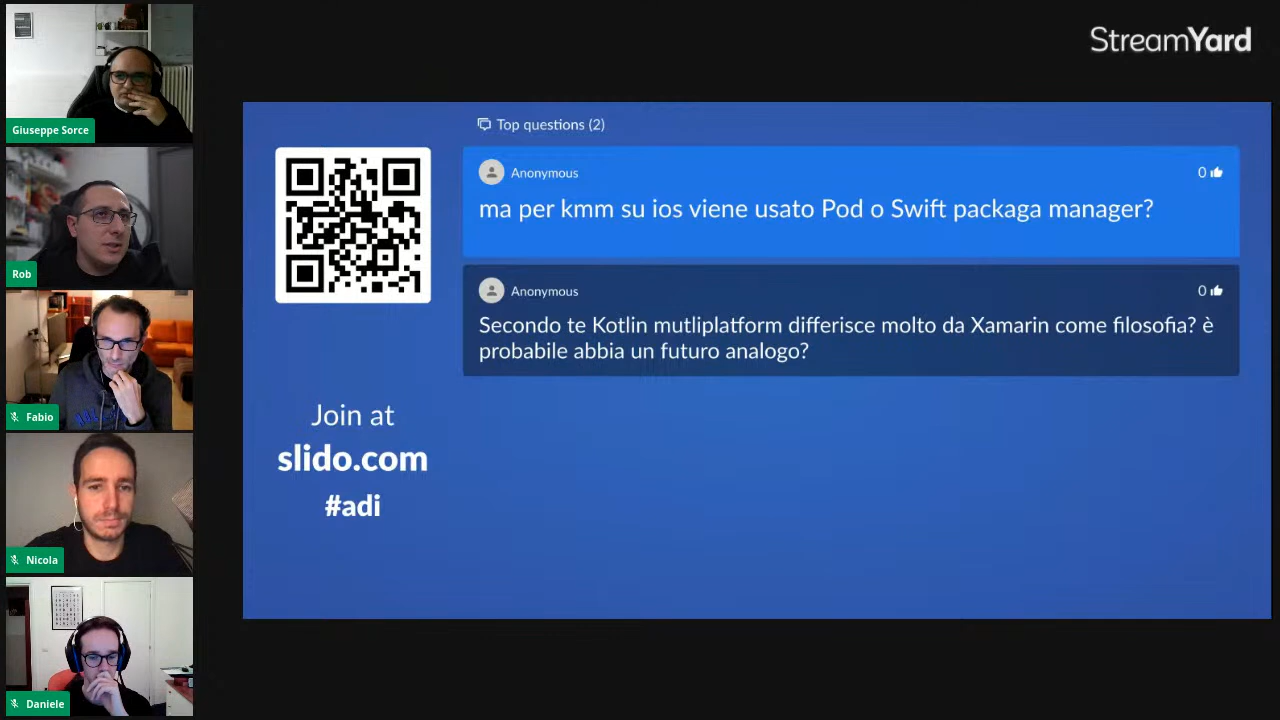 StreamYard
Giuseppe Sorce
Rob
Fabio
Nicola
Daniele
Top questions (2)
Anonymous
0
ma per kmm su ios viene usato Pod o Swift packaga manager?
Anonymous
0
Secondo te Kotlin mutliplatform differisce molto da Xamarin come filosofia? è
probabile abbia un futuro analogo?
Join at
slido.com
#adi